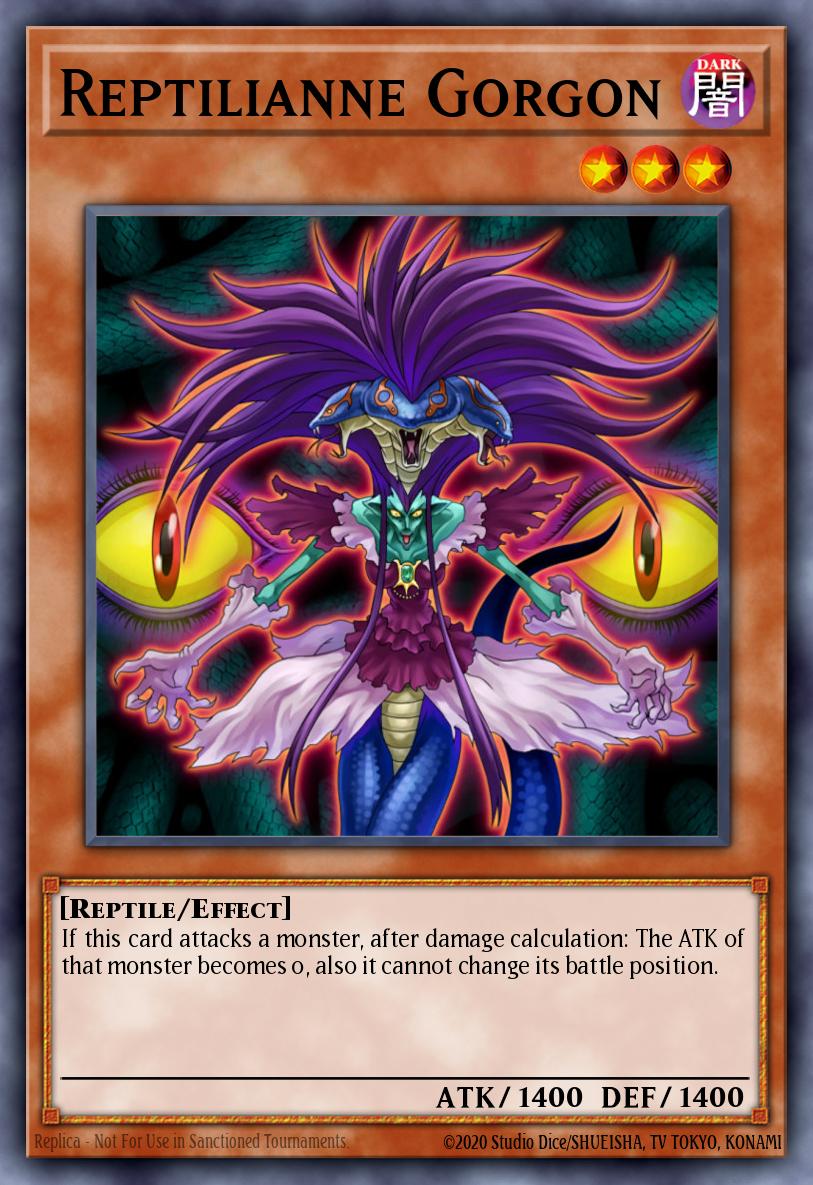 Reptilianne Gorgon
DARK
闇
[Reptile/Effect]
If this card attacks a monster, after damage calculation: The ATK of
that monster becomes 0, also it cannot change its battle position.
ATK/1400 DEF/1400
Replica - Not For Use in Sanctioned Tournaments.
©2020 Studio Dice/SHUEISHA, TV TOKYO, KONAMI